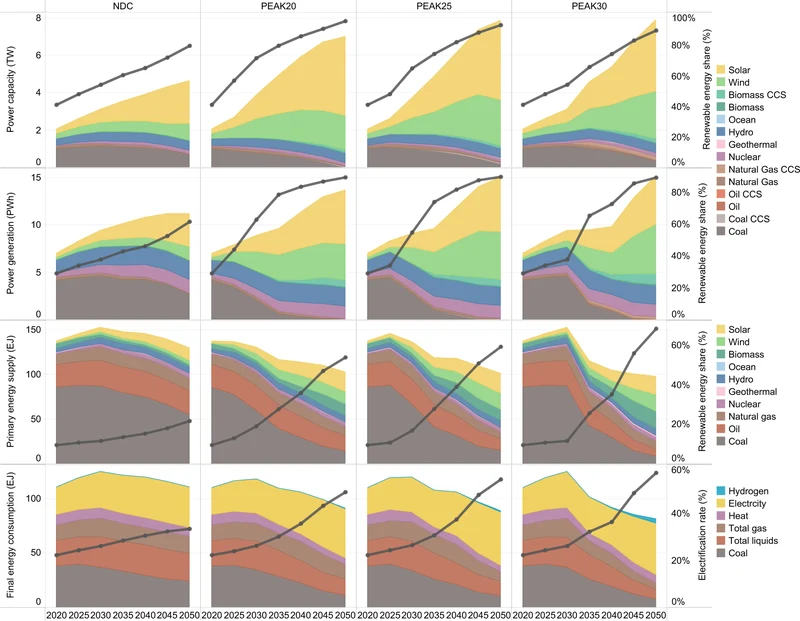 NDC PEAK20 PEAK25 PEAK30
Power capacity (TW)
8
6
4
2
0
100%
80%
60%
40%
20%
0%
Renewable energy share (%)
Solar
Wind
Biomass CCS
Biomass
Ocean
Hydro
Geothermal
Nuclear
Natural Gas CCS
Natural Gas
Oil CCS
Oil
Coal CCS
Coal
Power generation (PWh)
15
10
5
0
80%
60%
40%
20%
0%
Renewable energy share (%)
Primary energy supply (EJ)
150
100
50
0
60%
40%
20%
0%
Renewable energy share (%)
Solar
Wind
Biomass
Ocean
Hydro
Geothermal
Nuclear
Natural gas
Oil
Coal
Final energy consumption (EJ)
100
50
0
60%
40%
20%
0%
Electrification rate (%)
Hydrogen
Electrcity
Heat
Total gas
Total liquids
Coal
2020 2025 2030 2035 2040 2045 2050 2020 2025 2030 2035 2040 2045 2050 2020 2025 2030 2035 2040 2045 2050 2020 2025 2030 2035 2040 2045 2050